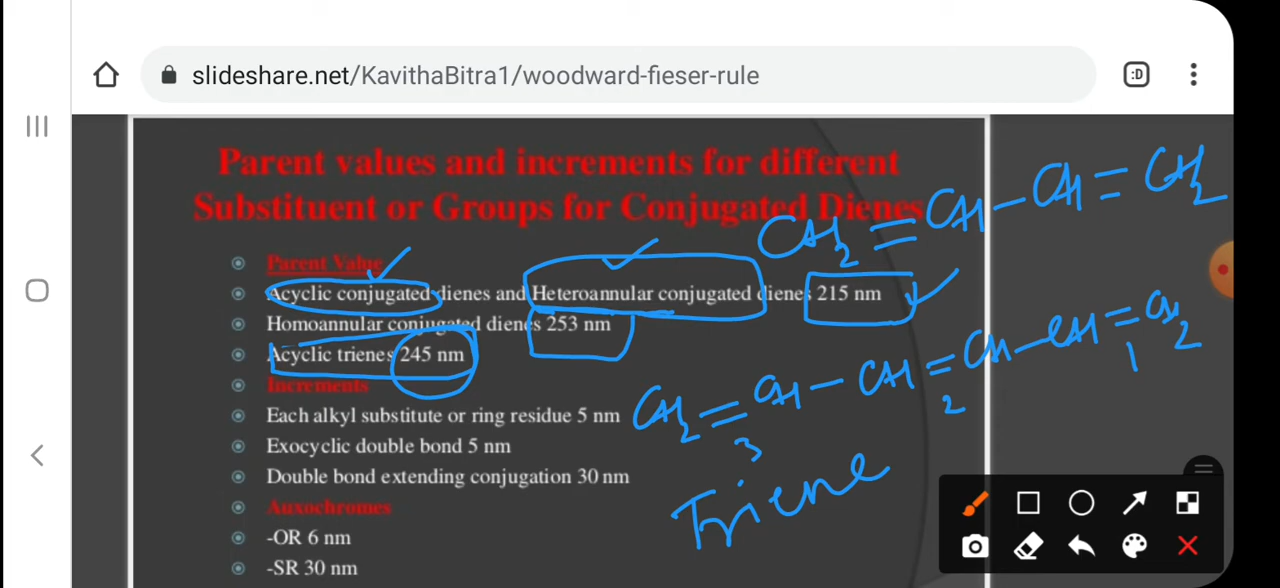 slideshare.net/KavithaBitra1/woodward-fieser-rule
:D
Parent values and increments for different
Substituent or Groups for Conjugated Dienes
CH2=CH-CH=CH2
Parent Value
Acyclic conjugated dienes and Heteroannular conjugated dienes 215 nm
Homoannular conjugated dienes 253 nm
Acyclic trienes 245 nm
CH2=CH-CH=CH-CH=CH2
3 2 1
Increments
Each alkyl substitute or ring residue 5 nm
Exocyclic double bond 5 nm
Double bond extending conjugation 30 nm
Triene
Auxochromes
-OR 6 nm
-SR 30 nm